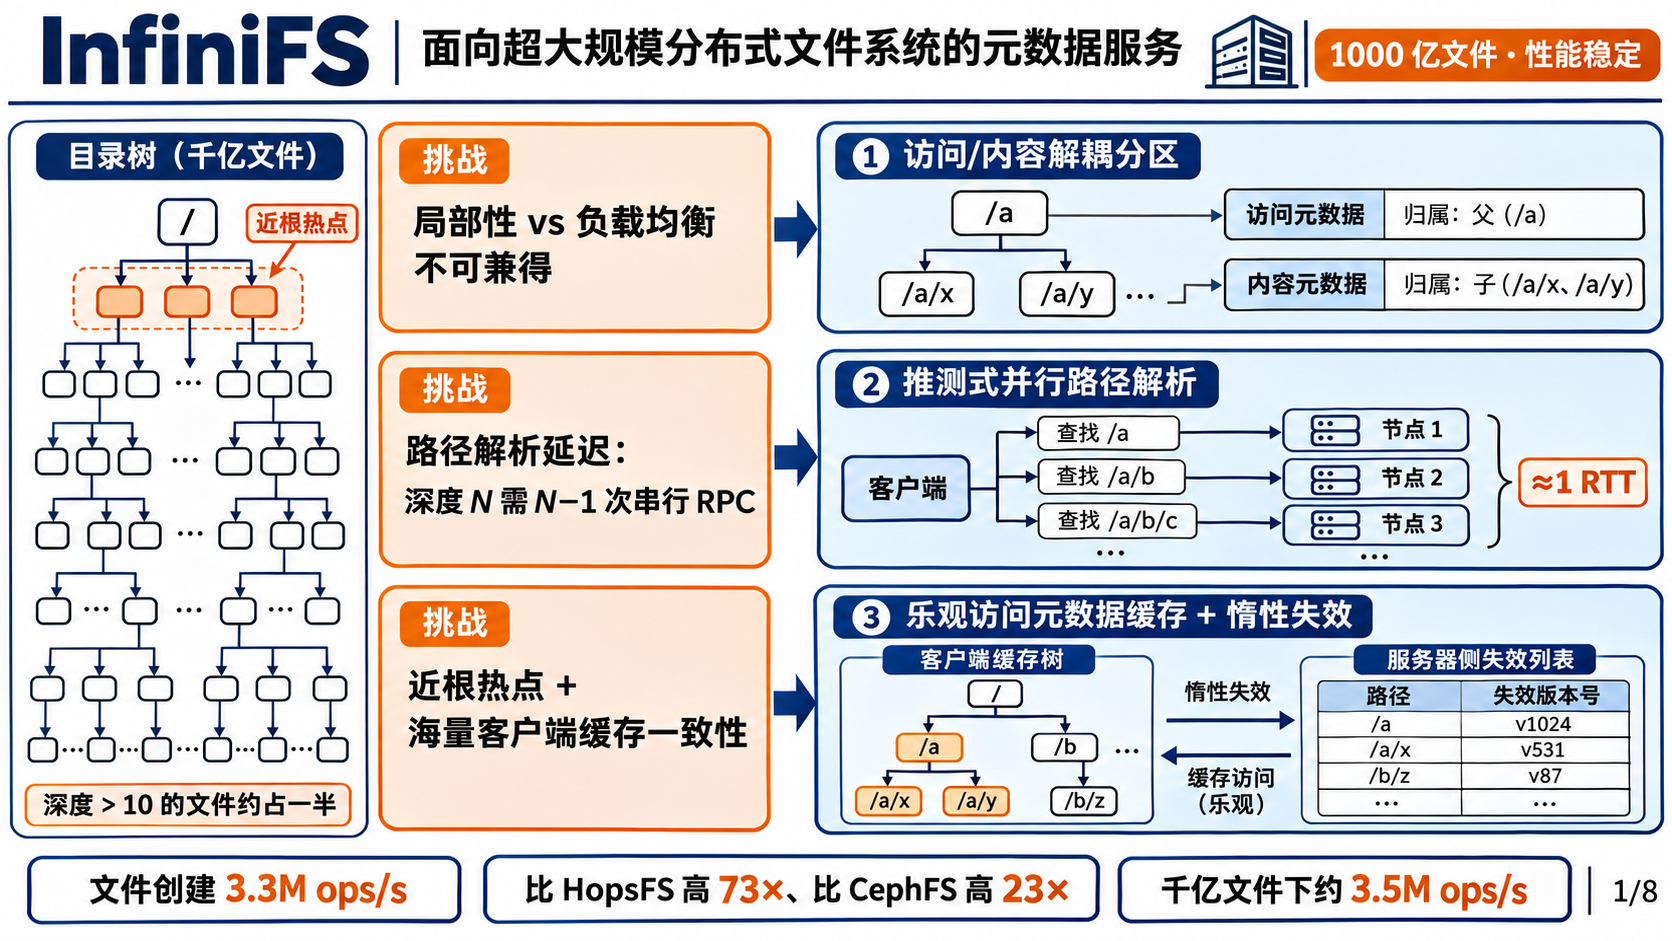 InfiniFS
面向超大规模分布式文件系统的元数据服务
1000 亿文件 · 性能稳定
目录树（千亿文件）
/
近根热点
...
...
...
... ... ...
... ... ... ...
深度 > 10 的文件约占一半
挑战
局部性 vs 负载均衡
不可兼得
挑战
路径解析延迟：
深度 N 需 N−1 次串行 RPC
挑战
近根热点 +
海量客户端缓存一致性
1 访问/内容解耦分区
/a
/a/x
/a/y
...
访问元数据 归属：父（/a）
内容元数据 归属：子（/a/x、/a/y）
2 推测式并行路径解析
客户端
查找 /a
查找 /a/b
查找 /a/b/c
...
节点 1
节点 2
节点 3
...
≈1 RTT
3 乐观访问元数据缓存 + 惰性失效
客户端缓存树
/
/a
/b
...
/a/x
/a/y
/b/z
惰性失效
缓存访问
（乐观）
服务器侧失效列表
路径 失效版本号
/a v1024
/a/x v531
/b/z v87
... ...
文件创建 3.3M ops/s
比 HopsFS 高 73×、比 CephFS 高 23×
千亿文件下约 3.5M ops/s
1/8